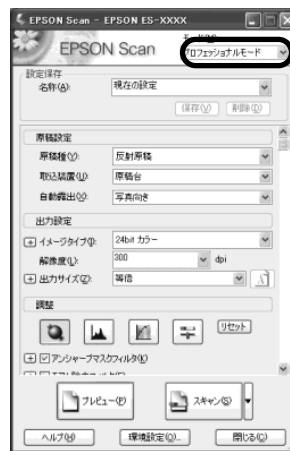 EPSON Scan - EPSON ES-XXXX
EPSON Scan
プロフェッショナルモード
設定保存
名称(A): 現在の設定
保存(V) 削除(D)
原稿設定
原稿種(Y): 反射原稿
取込装置(U): 原稿台
自動露出(X): 写真向き
出力設定
イメージタイプ(I): 24bit カラー
解像度(L): 300 dpi
出力サイズ(Z): 等倍
調整
リセット
アンシャープマスクフィルタ(K)
プレビュー(P) スキャン(S)
ヘルプ(H) 環境設定(O)... 閉じる(C)